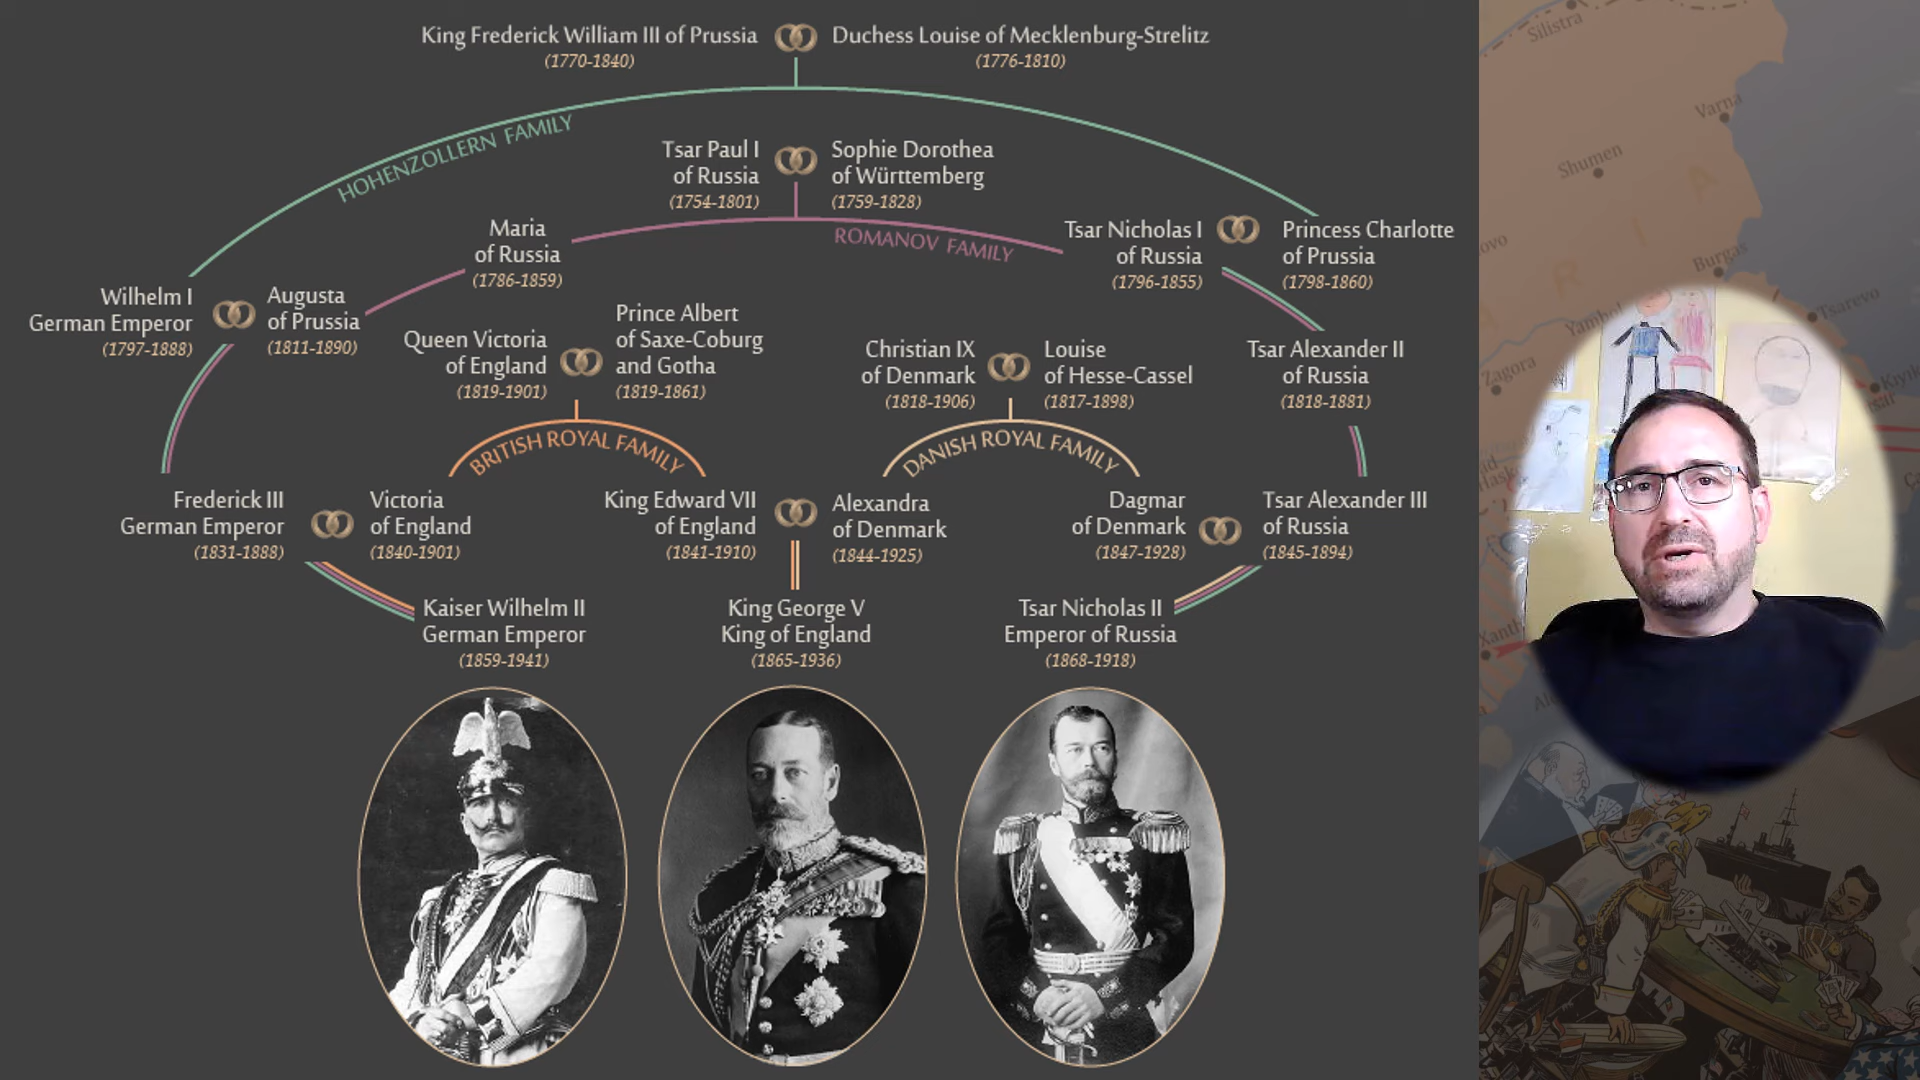 King Frederick William III of Prussia
(1770-1840)
Duchess Louise of Mecklenburg-Strelitz
(1776-1810)
HOHENZOLLERN FAMILY
Tsar Paul I
of Russia
(1754-1801)
Sophie Dorothea
of Württemberg
(1759-1828)
ROMANOV FAMILY
Maria
of Russia
(1786-1859)
Tsar Nicholas I
of Russia
(1796-1855)
Princess Charlotte
of Prussia
(1798-1860)
Wilhelm I
German Emperor
(1797-1888)
Augusta
of Prussia
(1811-1890)
Queen Victoria
of England
(1819-1901)
Prince Albert
of Saxe-Coburg
and Gotha
(1819-1861)
Christian IX
of Denmark
(1818-1906)
Louise
of Hesse-Cassel
(1817-1898)
Tsar Alexander II
of Russia
(1818-1881)
BRITISH ROYAL FAMILY
DANISH ROYAL FAMILY
Frederick III
German Emperor
(1831-1888)
Victoria
of England
(1840-1901)
King Edward VII
of England
(1841-1910)
Alexandra
of Denmark
(1844-1925)
Dagmar
of Denmark
(1847-1928)
Tsar Alexander III
of Russia
(1845-1894)
Kaiser Wilhelm II
German Emperor
(1859-1941)
King George V
King of England
(1865-1936)
Tsar Nicholas II
Emperor of Russia
(1868-1918)
Silistra
Varna
Shumen
Burgas
Tsarevo
Yambol
Zagora